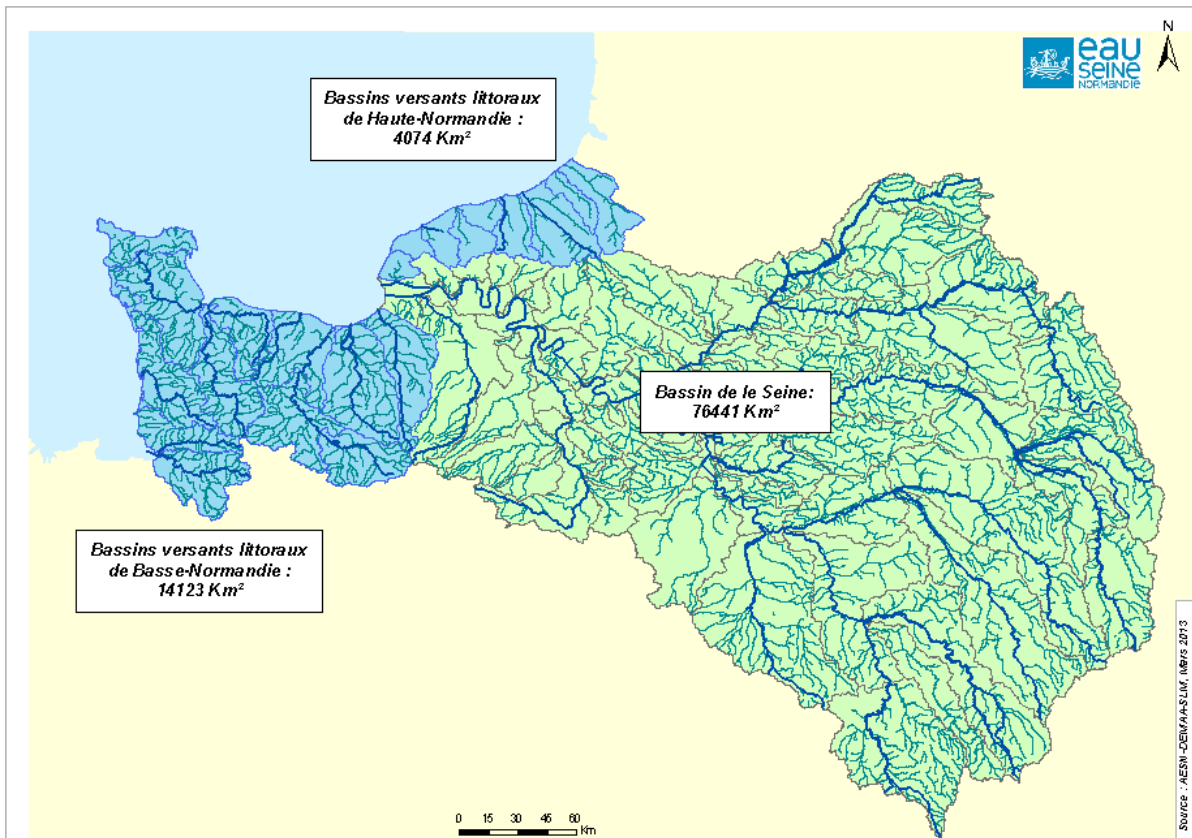 N
eau
SEINE
NORMANDIE
Bassins versants littoraux
de Haute-Normandie :
4074 Km²
Bassin de le Seine:
76441 Km²
Bassins versants littoraux
de Basse-Normandie :
14123 Km²
0 15 30 45 60
Km
Source : AESN-DEMAA-SLM, Mars 2013